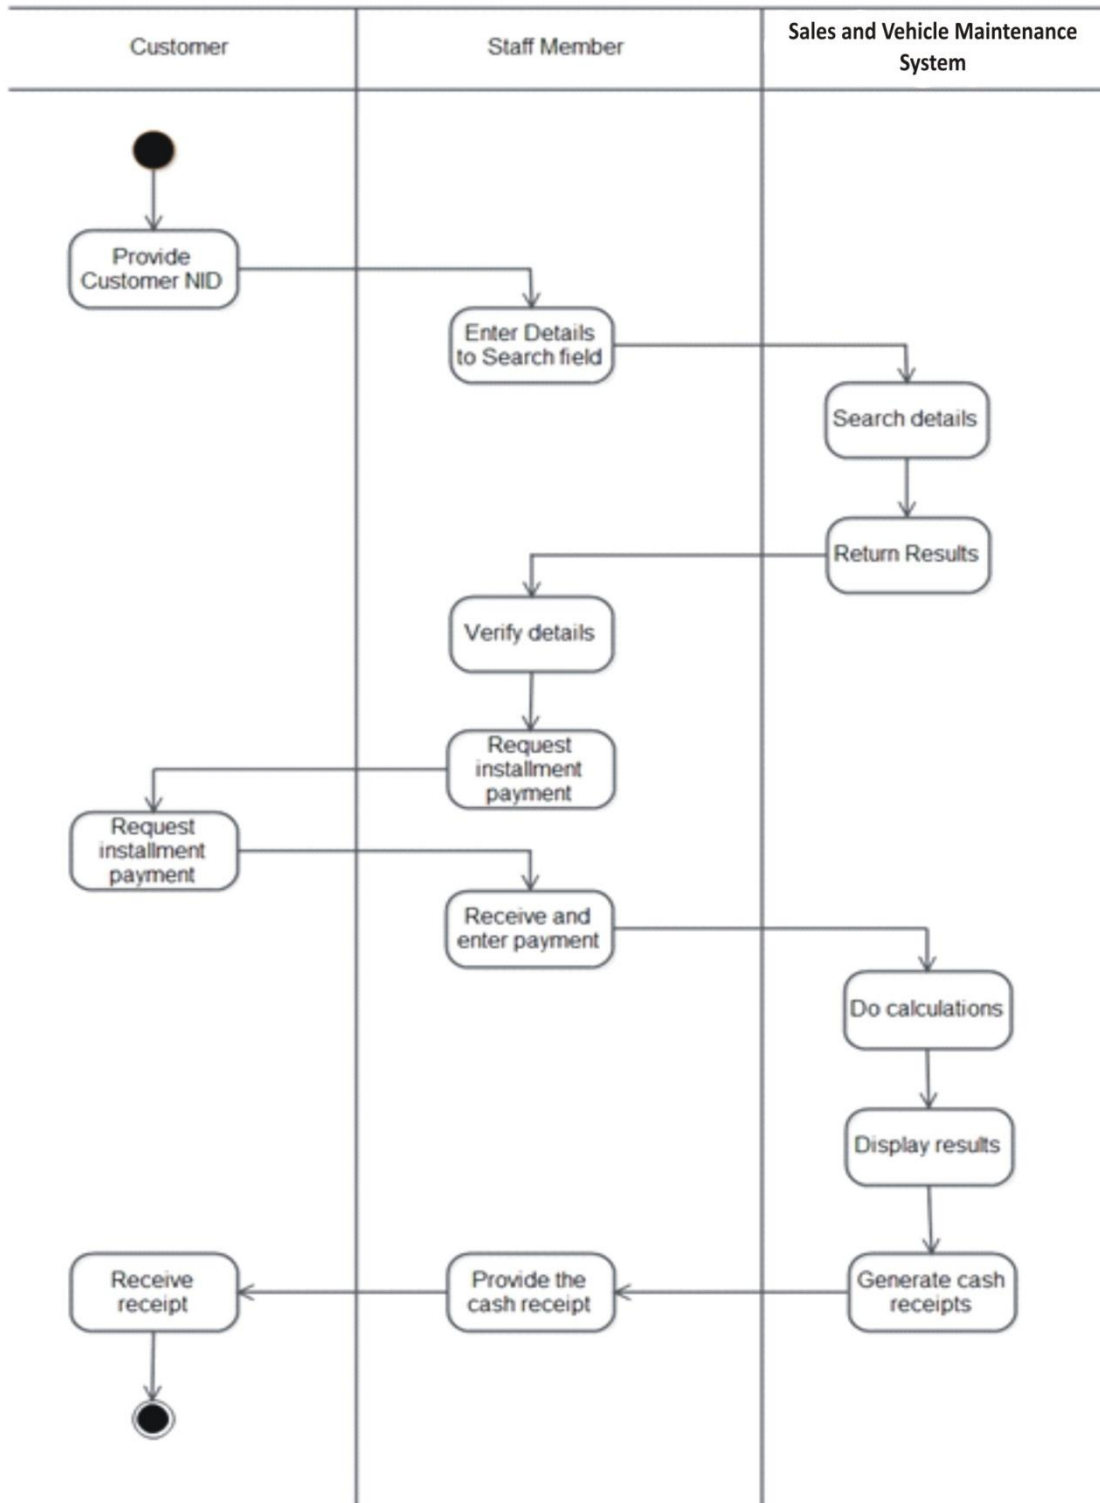 Customer
Staff Member
Sales and Vehicle Maintenance
System
Provide
Customer NID
Enter Details
to Search field
Search details
Return Results
Verify details
Request
installment
payment
Request
installment
payment
Receive and
enter payment
Do calculations
Display results
Receive
receipt
Provide the
cash receipt
Generate cash
receipts